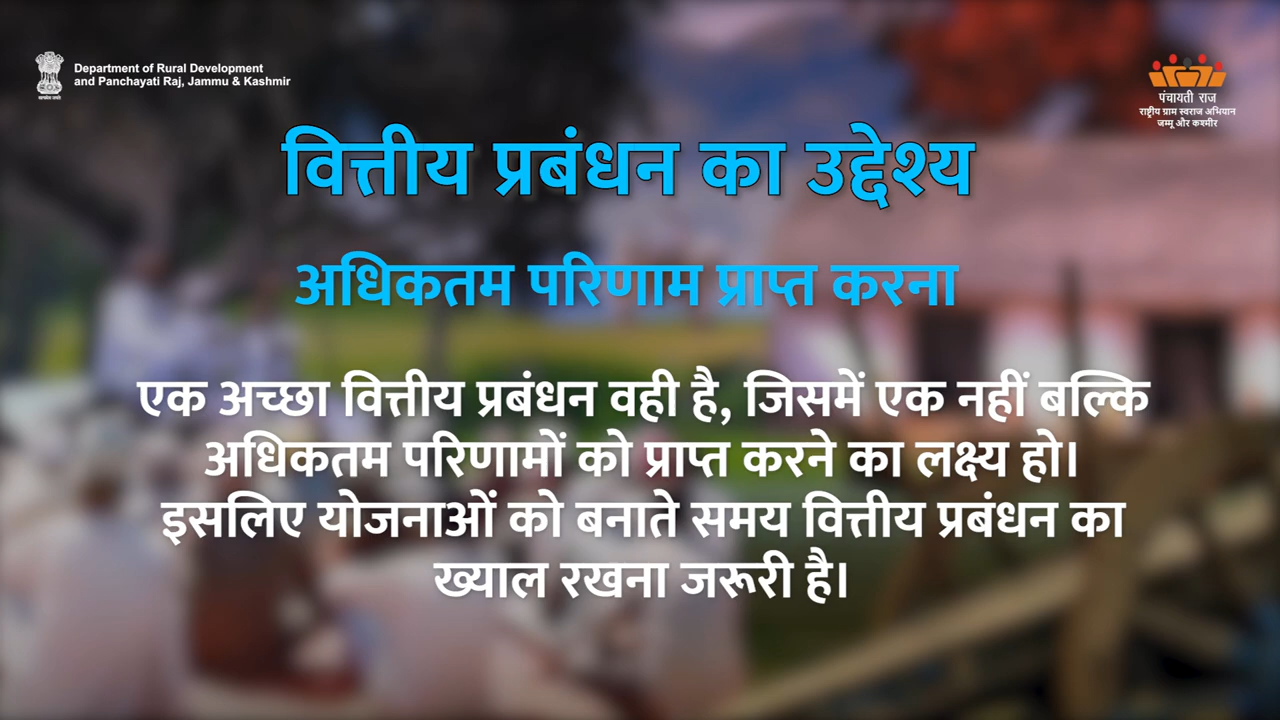 Department of Rural Development
and Panchayati Raj, Jammu & Kashmir
पंचायती राज
राष्ट्रीय ग्राम स्वराज अभियान
जम्मू और कश्मीर
वित्तीय प्रबंधन का उद्देश्य
अधिकतम परिणाम प्राप्त करना
एक अच्छा वित्तीय प्रबंधन वही है, जिसमें एक नहीं बल्कि
अधिकतम परिणामों को प्राप्त करने का लक्ष्य हो।
इसलिए योजनाओं को बनाते समय वित्तीय प्रबंधन का
ख्याल रखना जरूरी है।